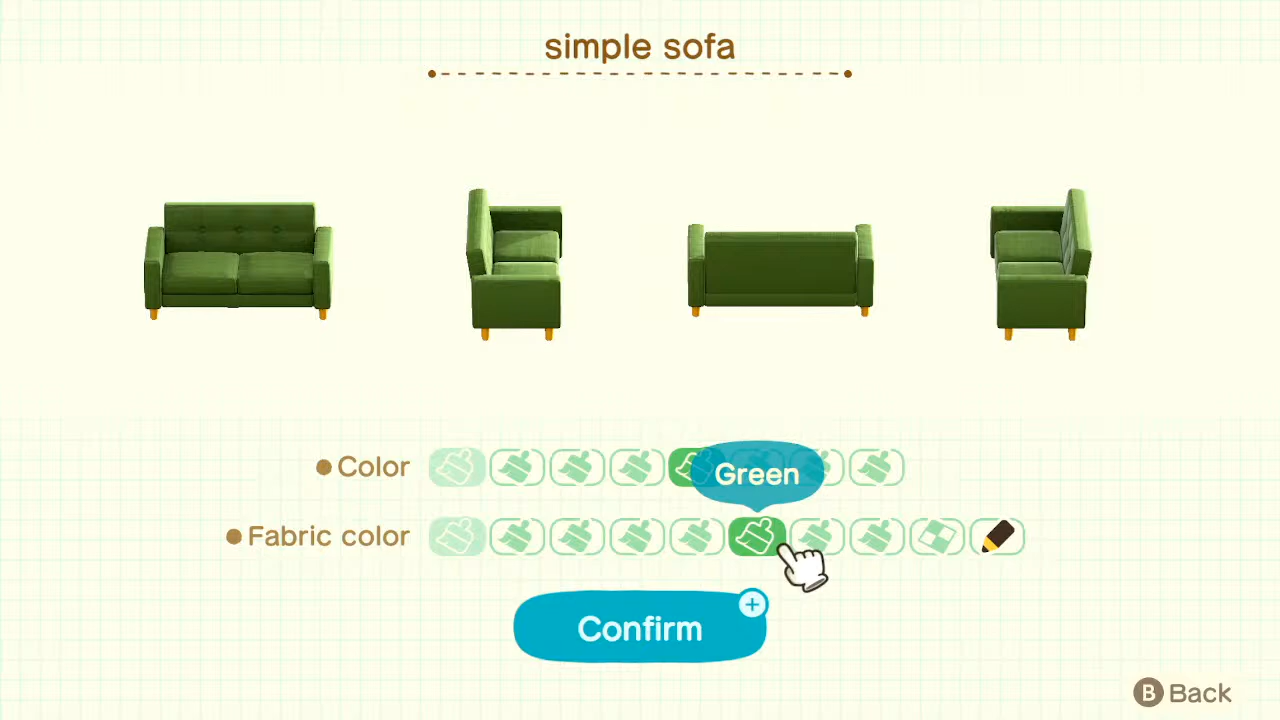 simple sofa
Color
Green
Fabric color
Confirm
B Back